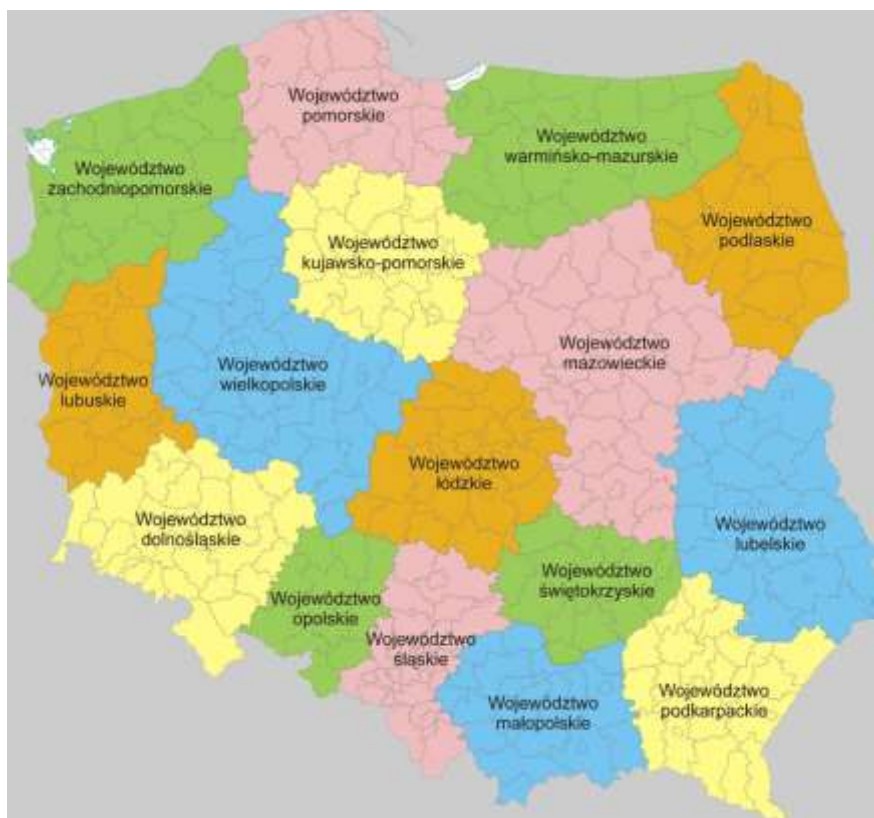 Województwo
pomorskie
Województwo
warmińsko-mazurskie
Województwo
zachodniopomorskie
Województwo
podlaskie
Województwo
kujawsko-pomorskie
Województwo
mazowieckie
Województwo
wielkopolskie
Województwo
lubuskie
Województwo
łódzkie
Województwo
dolnośląskie
Województwo
lubelskie
Województwo
świętokrzyskie
Województwo
opolskie
Województwo
śląskie
Województwo
małopolskie
Województwo
podkarpackie